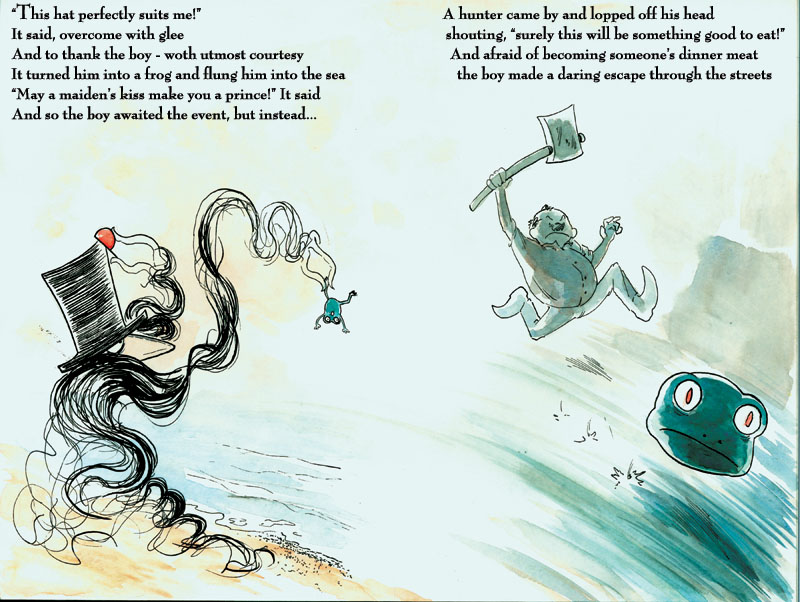 "This hat perfectly suits me!"
It said, overcome with glee
And to thank the boy - woth utmost courtesy
It turned him into a frog and flung him into the sea
"May a maiden's kiss make you a prince!" It said
And so the boy awaited the event, but instead...
A hunter came by and lopped off his head
shouting, "surely this will be something good to eat!"
And afraid of becoming someone's dinner meat
the boy made a daring escape through the streets